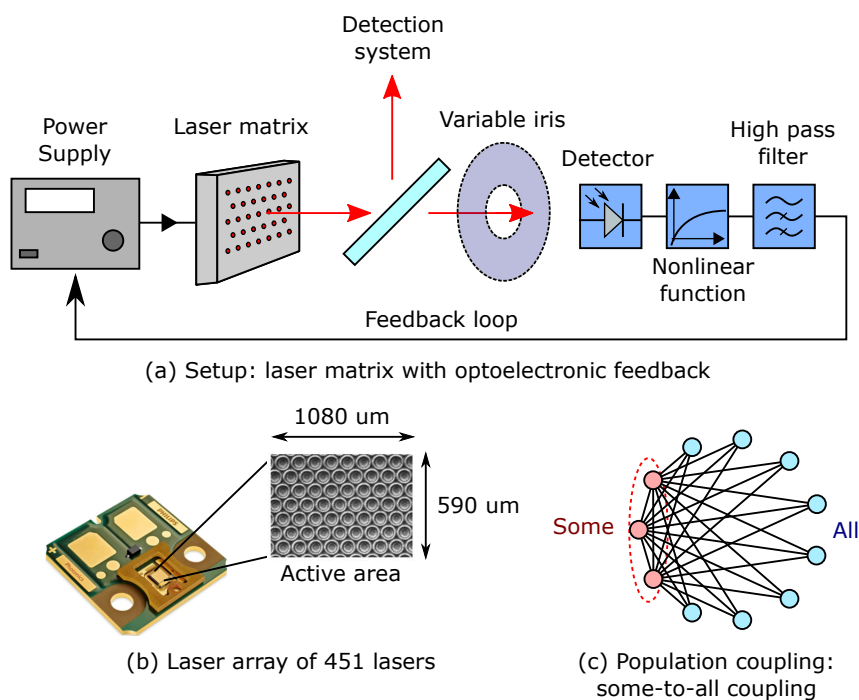 Detection
system
Power
Supply
Laser matrix
Variable iris
Detector
High pass
filter
Nonlinear
function
Feedback loop
(a) Setup: laser matrix with optoelectronic feedback
1080 um
590 um
Active area
PHILIPS
Photonics
(b) Laser array of 451 lasers
Some
All
(c) Population coupling:
some-to-all coupling